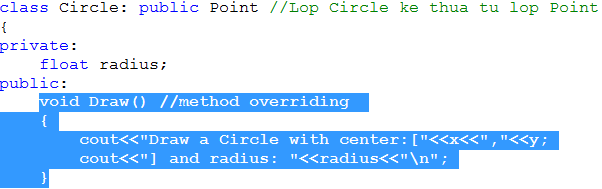 class Circle: public Point //Lop Circle ke thua tu lop Point
{
private:
    float radius;
public:
    void Draw() //method overriding
    {
        cout<<"Draw a Circle with center:["<<x<<","<<y;
        cout<<"] and radius: "<<radius<<"\n";
    }